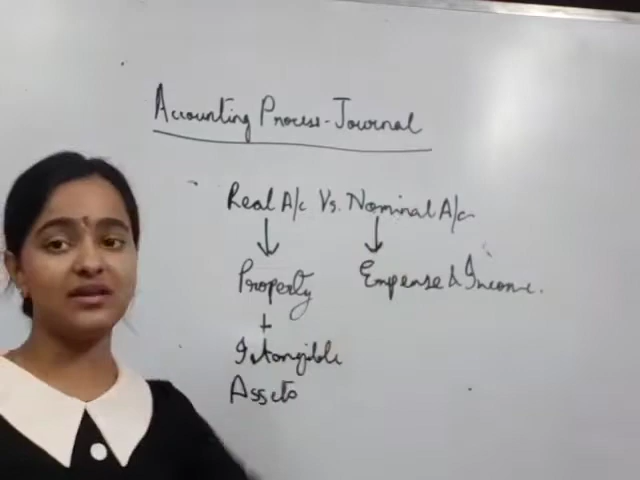 Accounting Process-Journal
Real A/c Vs. Nominal A/c
Property Expense & Income.
+
Intangible
Assets